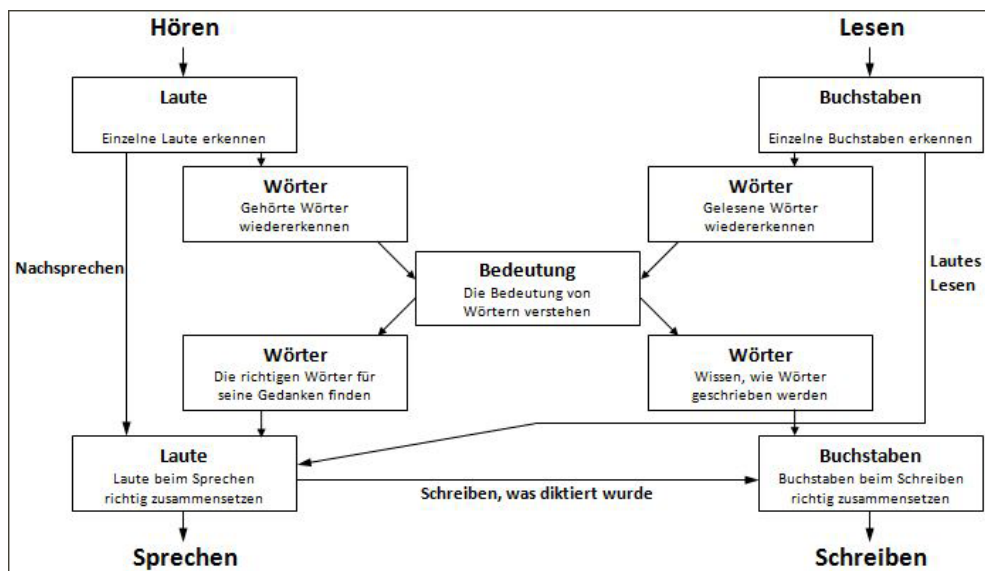 Hören
Lesen
Laute
Einzelne Laute erkennen
Buchstaben
Einzelne Buchstaben erkennen
Wörter
Gehörte Wörter
wiedererkennen
Wörter
Gelesene Wörter
wiedererkennen
Nachsprechen
Bedeutung
Die Bedeutung von
Wörtern verstehen
Lautes
Lesen
Wörter
Die richtigen Wörter für
seine Gedanken finden
Wörter
Wissen, wie Wörter
geschrieben werden
Laute
Laute beim Sprechen
richtig zusammensetzen
Schreiben, was diktiert wurde
Buchstaben
Buchstaben beim Schreiben
richtig zusammensetzen
Sprechen
Schreiben